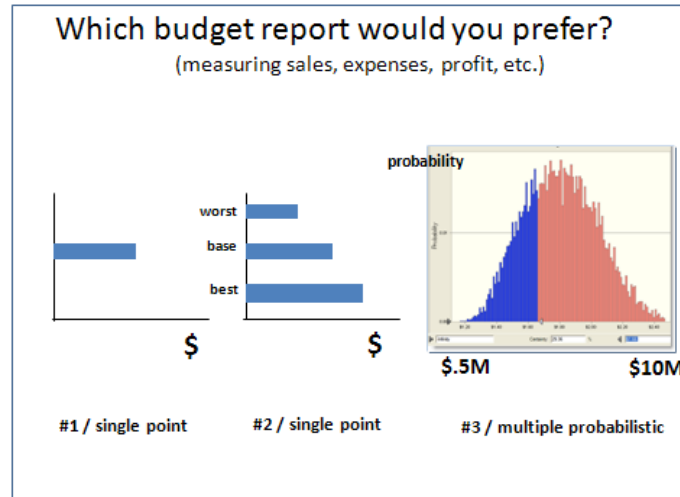 Which budget report would you prefer?
(measuring sales, expenses, profit, etc.)
probability
worst
base
best
Probability
$
$
$.5M
$10M
#1 / single point
#2 / single point
#3 / multiple probabilistic